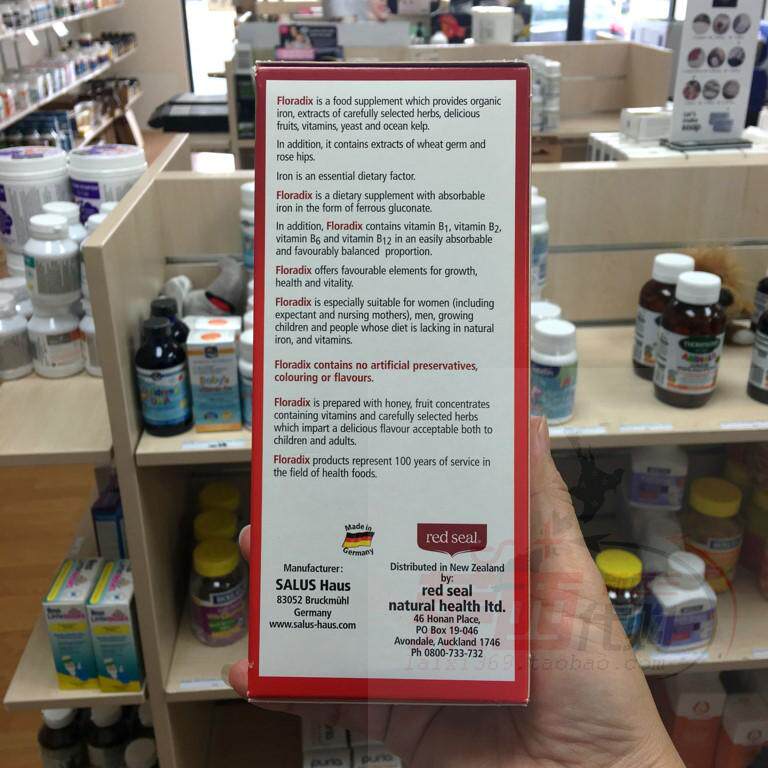 Floradix is a food supplement which provides organic
iron, extracts of carefully selected herbs, delicious
fruits, vitamins, yeast and ocean kelp.
In addition, it contains extracts of wheat germ and
rose hips.
Iron is an essential dietary factor.
Floradix is a dietary supplement with absorbable
iron in the form of ferrous gluconate.
In addition, Floradix contains vitamin B1, vitamin B2,
vitamin B6 and vitamin B12 in an easily absorbable
and favourably balanced proportion.
Floradix offers favourable elements for growth,
health and vitality.
Floradix is especially suitable for women (including
expectant and nursing mothers), men, growing
children and people whose diet is lacking in natural
iron, and vitamins.
Floradix contains no artificial preservatives,
colouring or flavours.
Floradix is prepared with honey, fruit concentrates
containing vitamins and carefully selected herbs
which impart a delicious flavour acceptable both to
children and adults.
Floradix products represent 100 years of service in
the field of health foods.
Made in
Germany
Manufacturer:
SALUS Haus
83052 Bruckmühl
Germany
www.salus-haus.com
red seal
Distributed in New Zealand
by:
red seal
natural health ltd.
46 Honan Place,
PO Box 19-046
Avondale, Auckland 1746
Ph 0800-733-732
Baby's